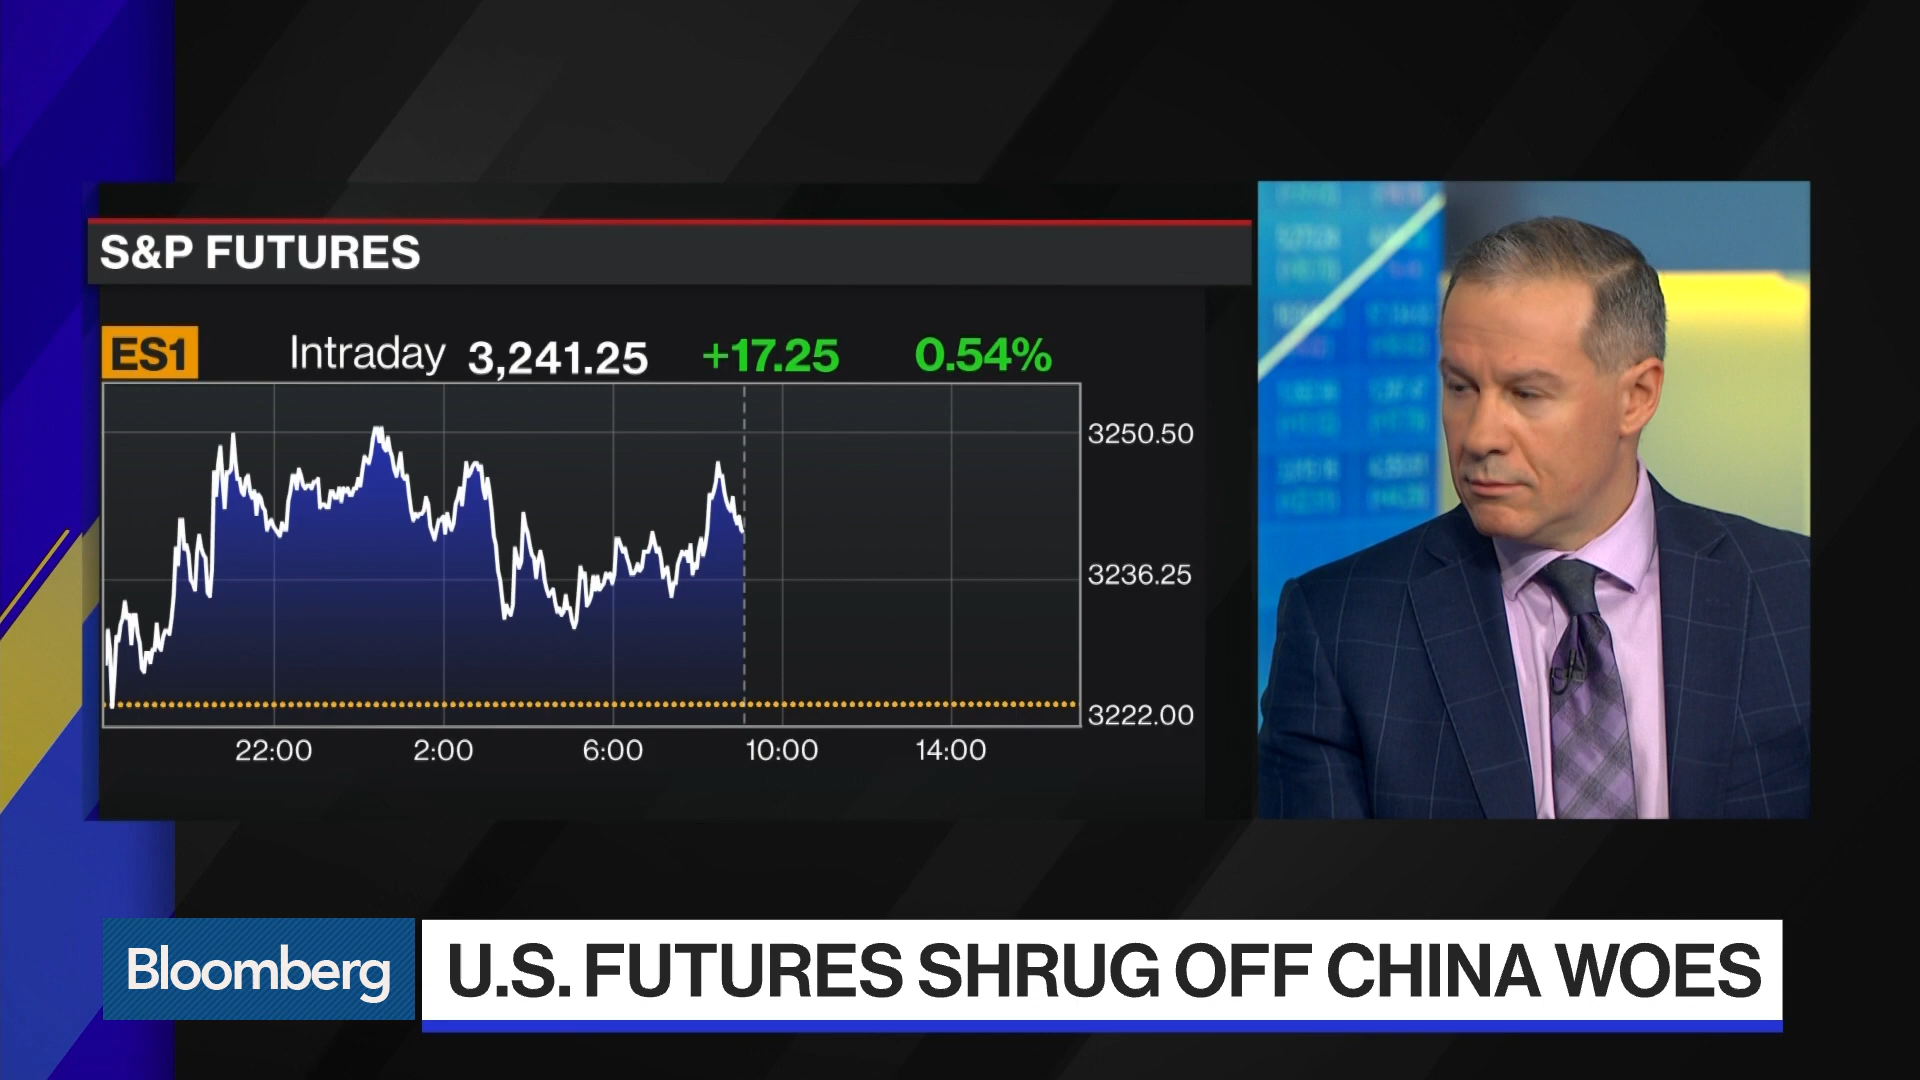 S&P FUTURES
ES1 Intraday 3,241.25 +17.25 0.54%
3250.50
3236.25
3222.00
22:00 2:00 6:00 10:00 14:00
Bloomberg
U.S. FUTURES SHRUG OFF CHINA WOES